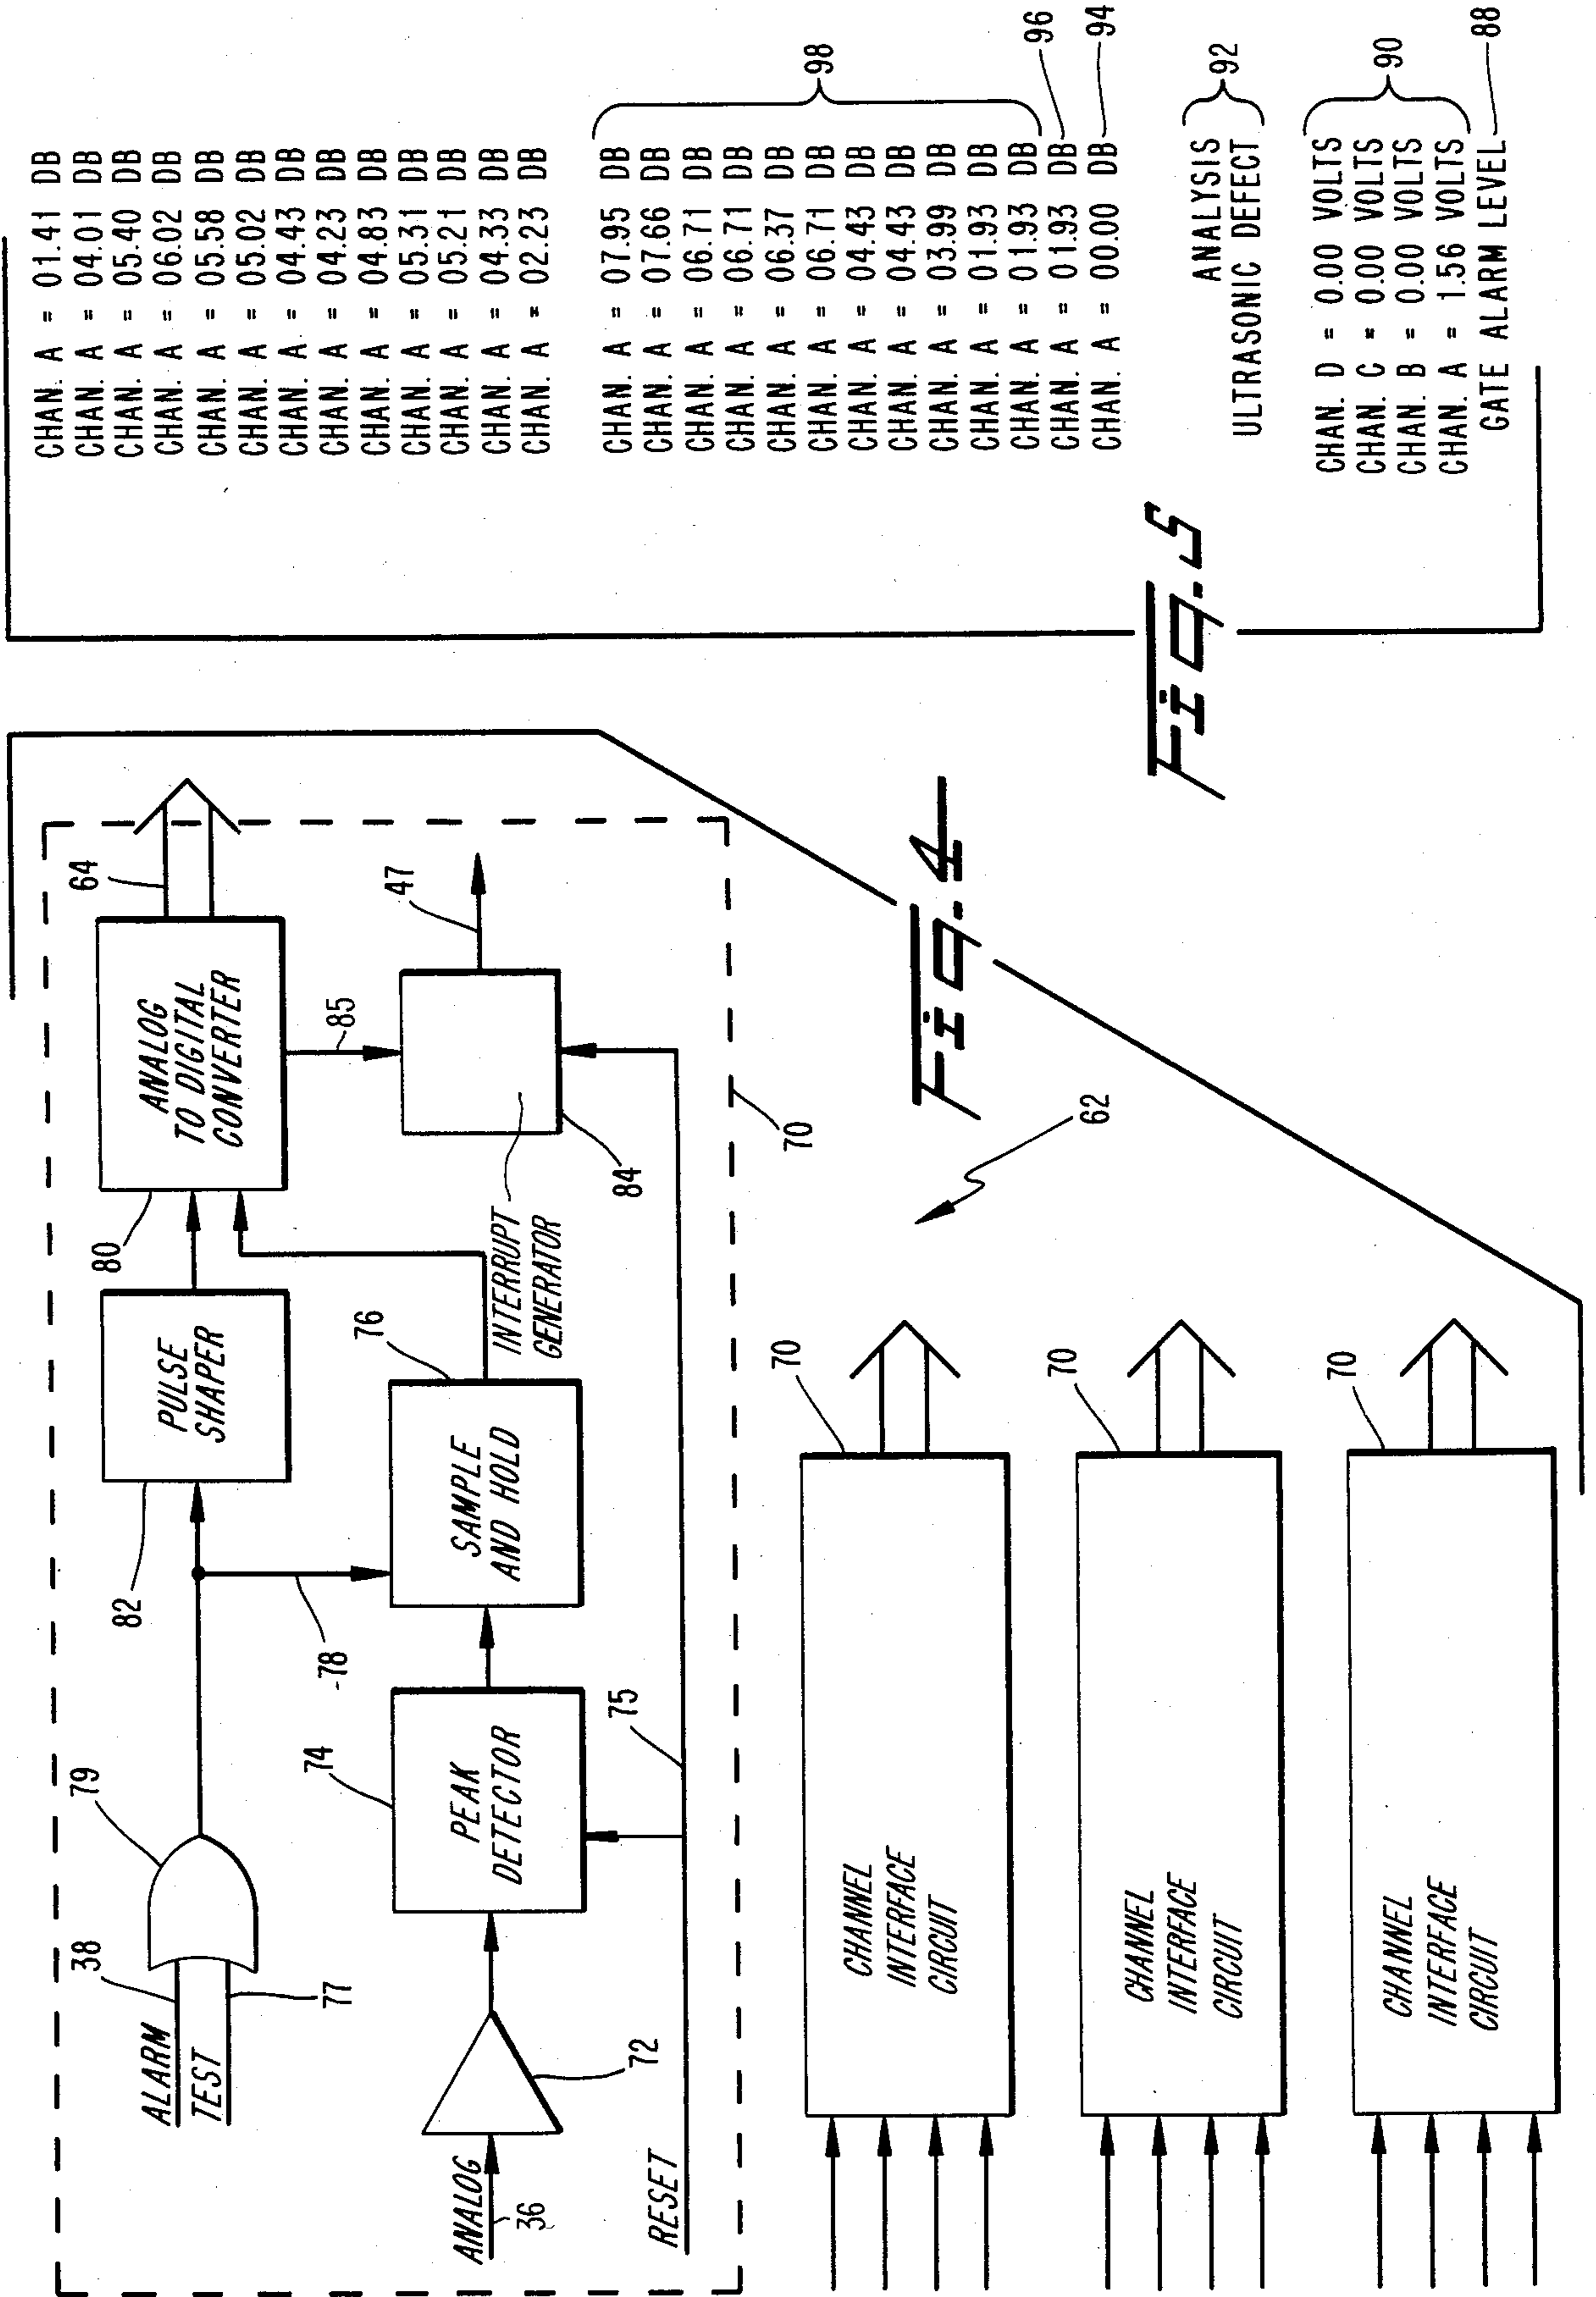 ALARM
TEST
38
77
79
82
PULSE
SHAPER
80
ANALOG
TO DIGITAL
CONVERTER
64
78
85
47
ANALOG
36
72
74
PEAK
DETECTOR
SAMPLE
AND HOLD
76
INTERRUPT
GENERATOR
84
RESET
75
70
62
CHANNEL
INTERFACE
CIRCUIT
70
CHANNEL
INTERFACE
CIRCUIT
70
CHANNEL
INTERFACE
CIRCUIT
70
Fig. 4
CHAN. A = 01.41 DB
CHAN. A = 04.01 DB
CHAN. A = 05.40 DB
CHAN. A = 06.02 DB
CHAN. A = 05.58 DB
CHAN. A = 05.02 DB
CHAN. A = 04.43 DB
CHAN. A = 04.23 DB
CHAN. A = 04.83 DB
CHAN. A = 05.31 DB
CHAN. A = 05.21 DB
CHAN. A = 04.33 DB
CHAN. A = 02.23 DB
CHAN. A = 07.95 DB
CHAN. A = 07.66 DB
CHAN. A = 06.71 DB
CHAN. A = 06.71 DB
CHAN. A = 06.37 DB
CHAN. A = 06.71 DB
CHAN. A = 04.43 DB
CHAN. A = 04.43 DB
CHAN. A = 03.99 DB
CHAN. A = 01.93 DB
CHAN. A = 01.93 DB
98
CHAN. A = 01.93 DB 96
CHAN. A = 00.00 DB 94
ANALYSIS
ULTRASONIC DEFECT
92
CHAN. D = 0.00 VOLTS
CHAN. C = 0.00 VOLTS
CHAN. B = 0.00 VOLTS
CHAN. A = 1.56 VOLTS
90
GATE ALARM LEVEL 88
Fig. 5